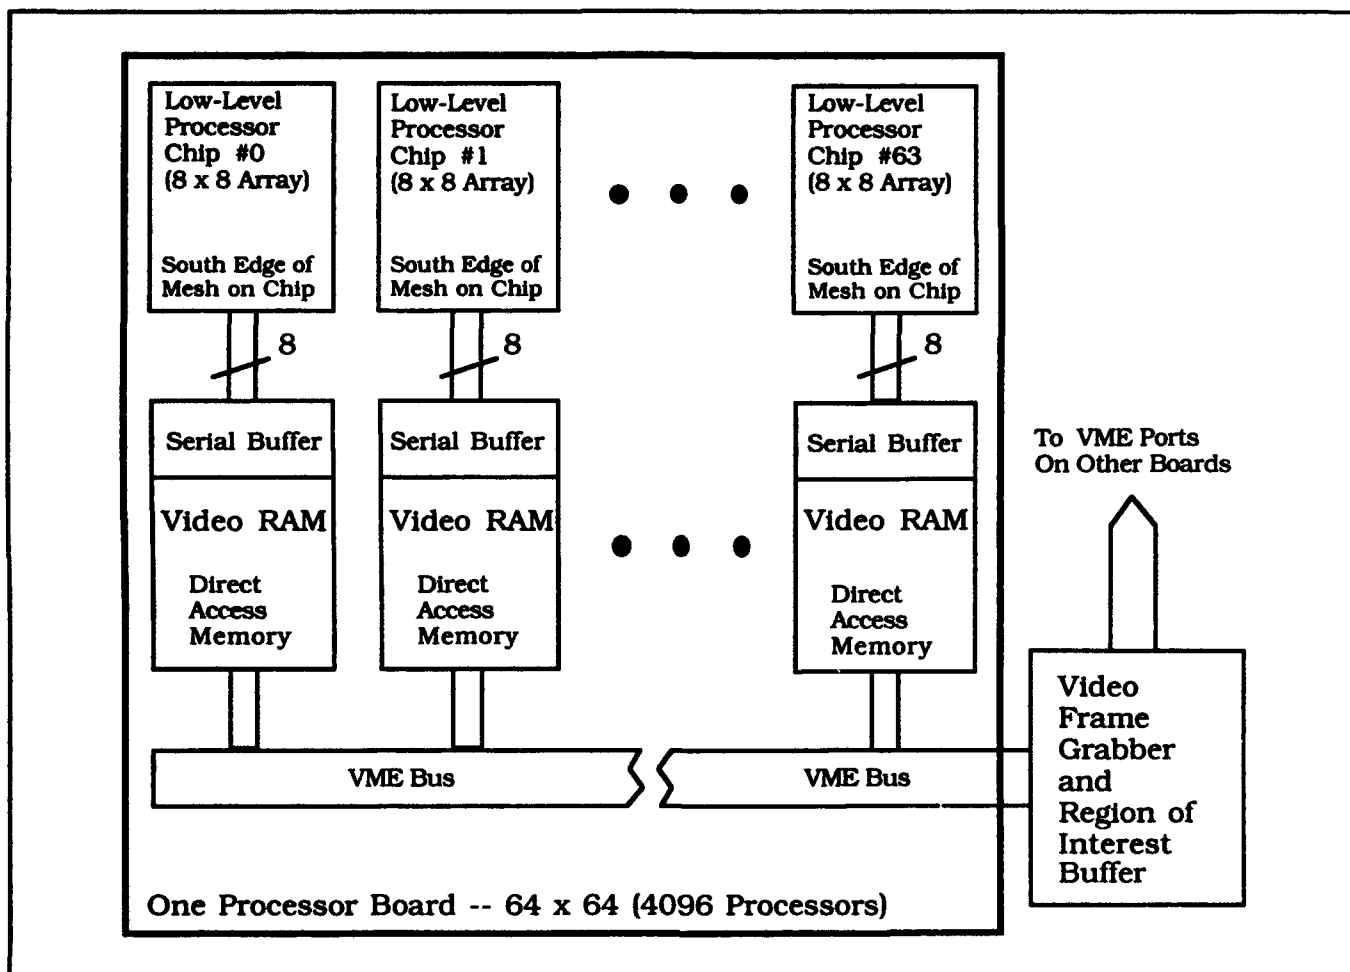 Low-Level
Processor
Chip #0
(8 x 8 Array)
South Edge of
Mesh on Chip
8
Serial Buffer
Video RAM
Direct
Access
Memory
Low-Level
Processor
Chip #1
(8 x 8 Array)
South Edge of
Mesh on Chip
8
Serial Buffer
Video RAM
Direct
Access
Memory
Low-Level
Processor
Chip #63
(8 x 8 Array)
South Edge of
Mesh on Chip
8
Serial Buffer
Video RAM
Direct
Access
Memory
VME Bus
VME Bus
To VME Ports
On Other Boards
Video
Frame
Grabber
and
Region of
Interest
Buffer
One Processor Board -- 64 x 64 (4096 Processors)